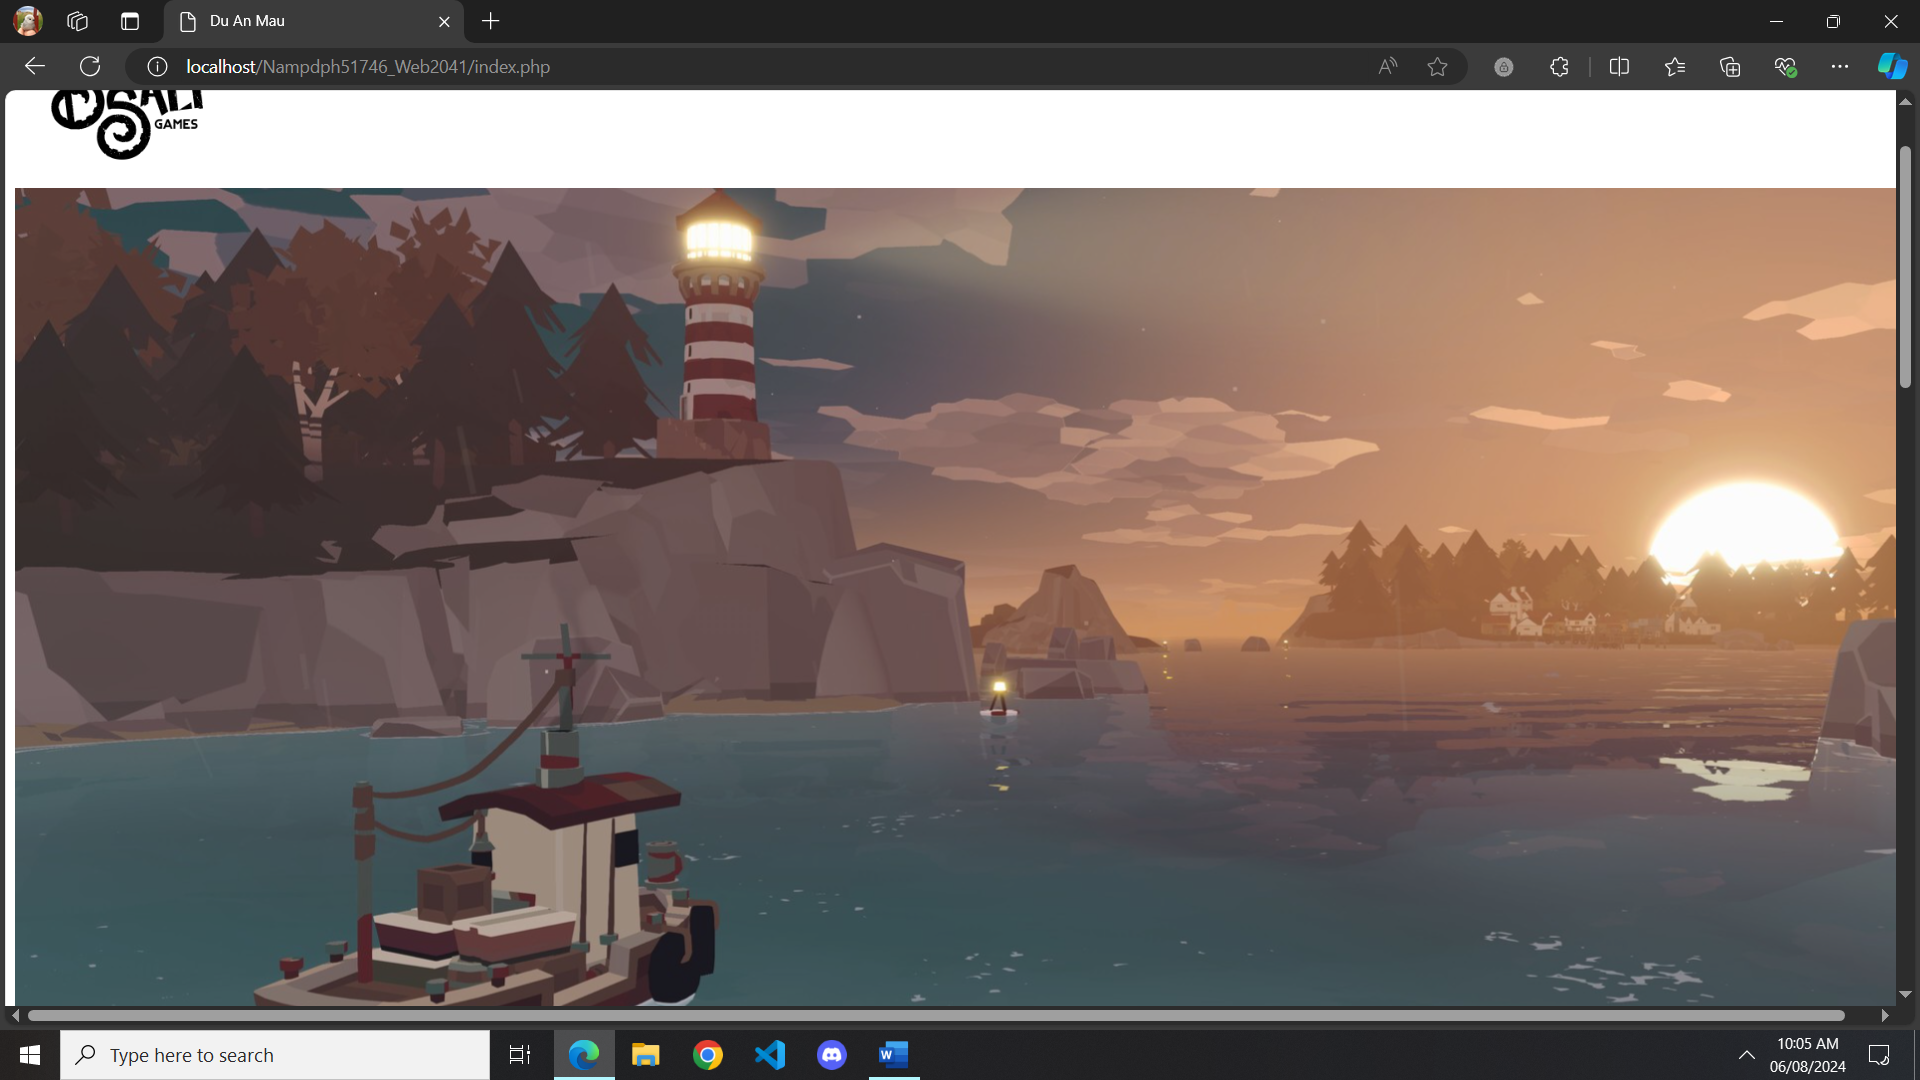 Du An Mau
localhost/Nampdph51746_Web2041/index.php
GAMES
Type here to search
10:05 AM
06/08/2024